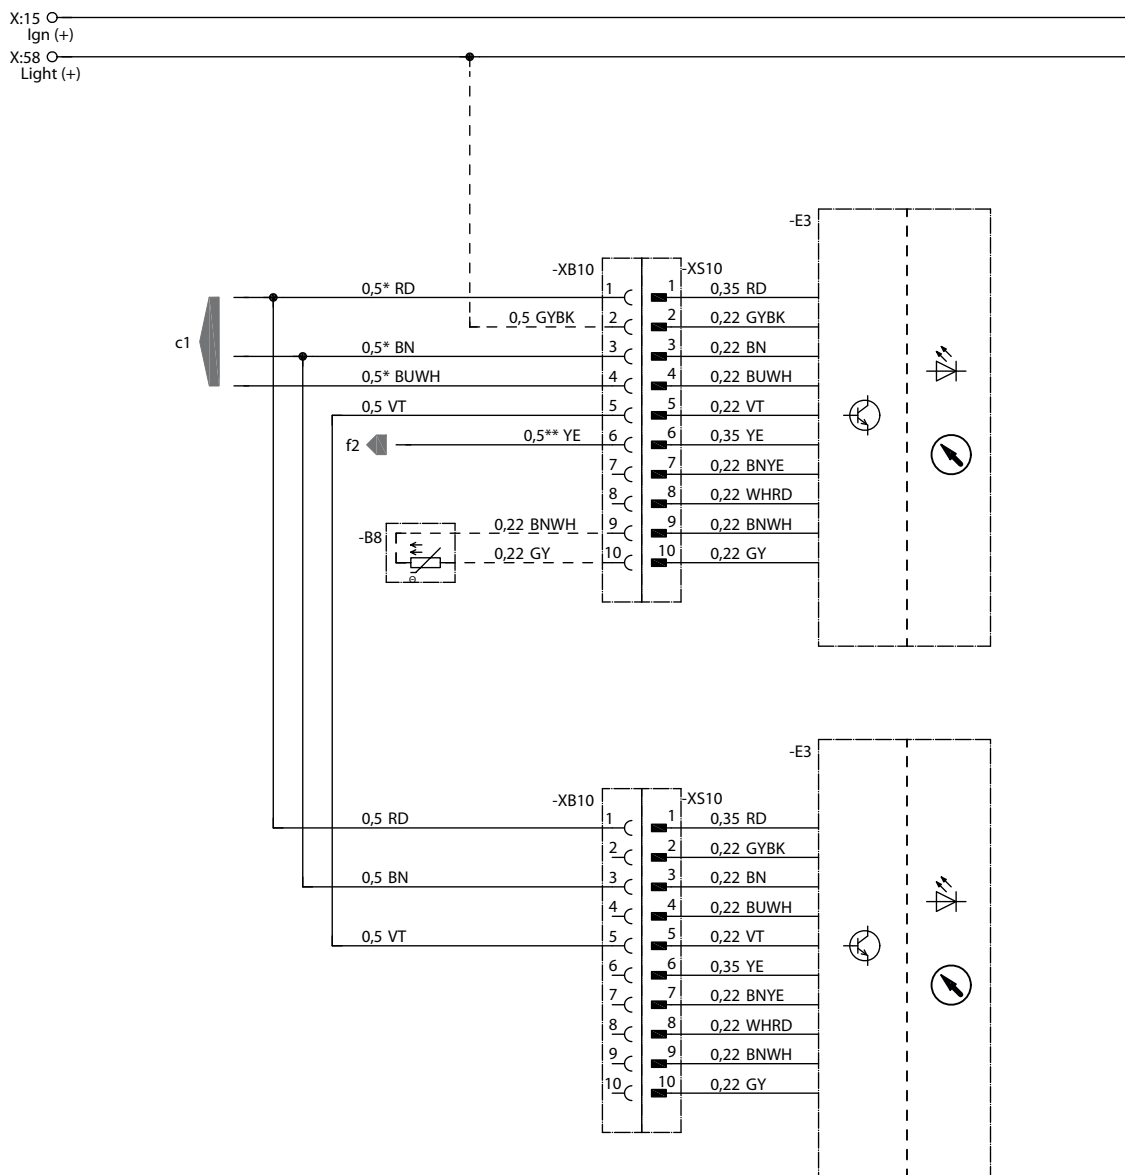 X:15
Ign (+)
X:58
Light (+)
-E3
-XB10 -XS10
0,5* RD 1 1 0,35 RD
0,5 GYBK 2 2 0,22 GYBK
c1
0,5* BN 3 3 0,22 BN
0,5* BUWH 4 4 0,22 BUWH
0,5 VT 5 5 0,22 VT
f2 0,5** YE 6 6 0,35 YE
7 7 0,22 BNYE
8 8 0,22 WHRD
-B8 0,22 BNWH 9 9 0,22 BNWH
0,22 GY 10 10 0,22 GY
Θ
-E3
-XB10 -XS10
0,5 RD 1 1 0,35 RD
2 2 0,22 GYBK
0,5 BN 3 3 0,22 BN
4 4 0,22 BUWH
0,5 VT 5 5 0,22 VT
6 6 0,35 YE
7 7 0,22 BNYE
8 8 0,22 WHRD
9 9 0,22 BNWH
10 10 0,22 GY